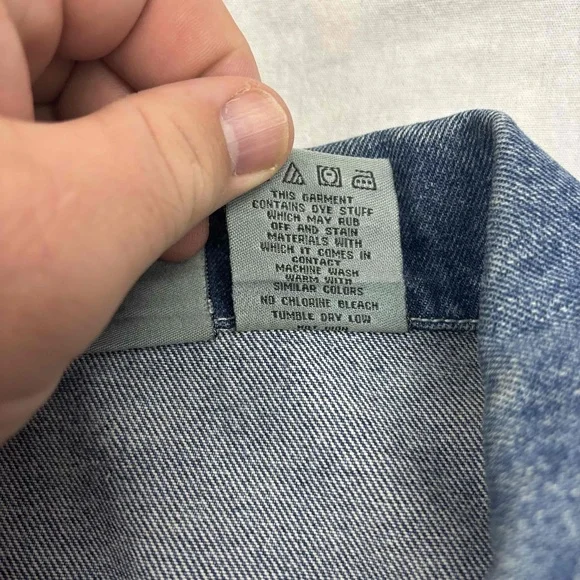 THIS GARMENT
CONTAINS DYE STUFF
WHICH MAY RUB
OFF AND STAIN
MATERIALS WITH
WHICH IT COMES IN
CONTACT
MACHINE WASH
WARM WITH
SIMILAR COLORS
NO CHLORINE BLEACH
TUMBLE DRY LOW